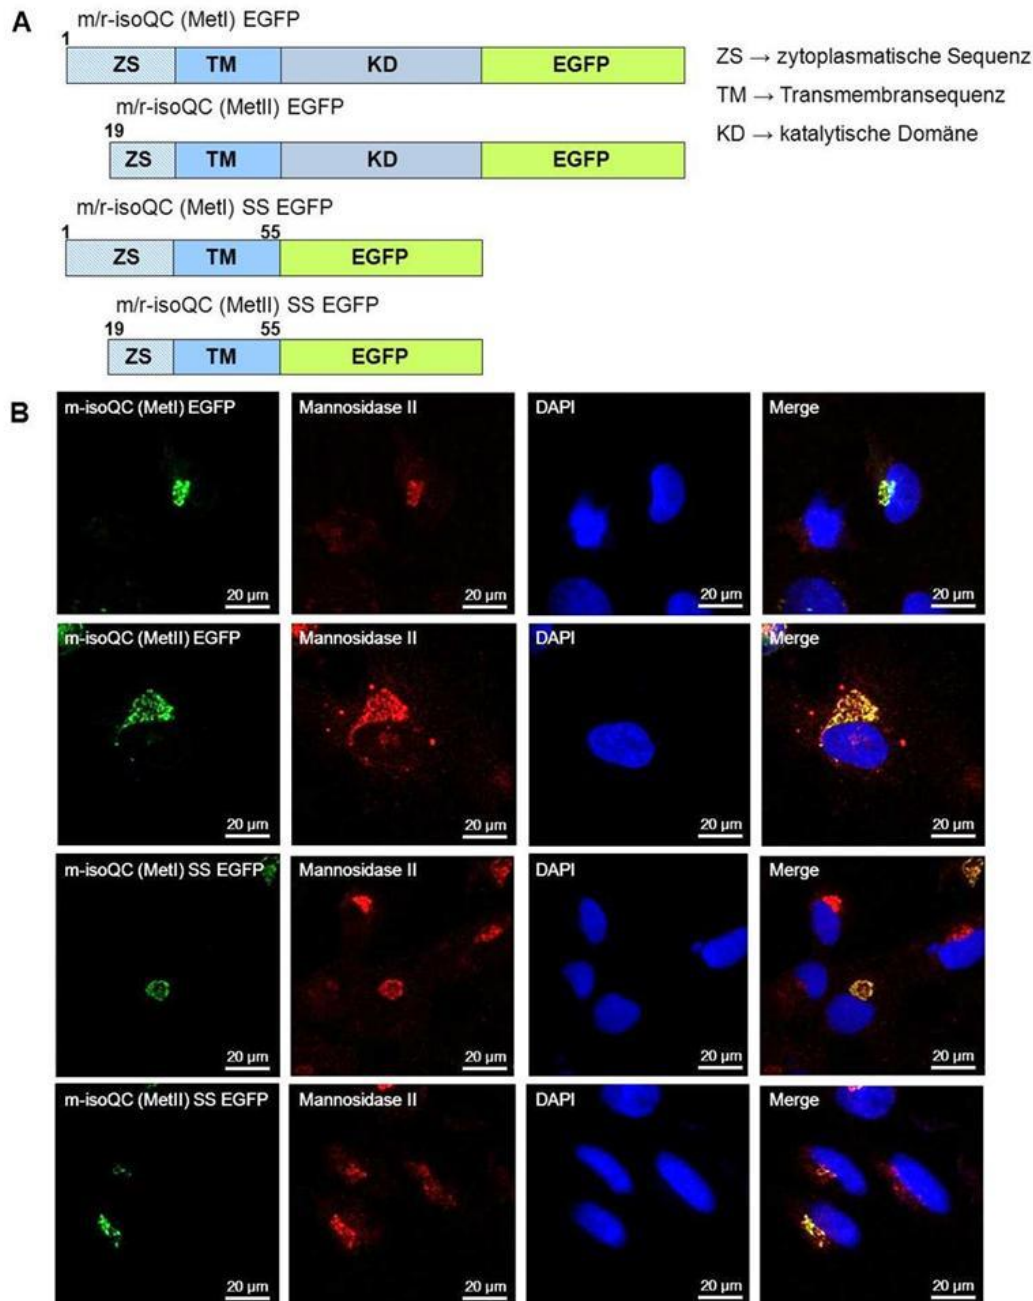 A
m/r-isoQC (MetI) EGFP
1
ZS TM KD EGFP
m/r-isoQC (MetII) EGFP
19
ZS TM KD EGFP
m/r-isoQC (MetI) SS EGFP
1 55
ZS TM EGFP
m/r-isoQC (MetII) SS EGFP
19 55
ZS TM EGFP
ZS → zytoplasmatische Sequenz
TM → Transmembransequenz
KD → katalytische Domäne
B
m-isoQC (MetI) EGFP Mannosidase II DAPI Merge
20 µm 20 µm 20 µm 20 µm
m-isoQC (MetII) EGFP Mannosidase II DAPI Merge
20 µm 20 µm 20 µm 20 µm
m-isoQC (MetI) SS EGFP Mannosidase II DAPI Merge
20 µm 20 µm 20 µm 20 µm
m-isoQC (MetII) SS EGFP Mannosidase II DAPI Merge
20 µm 20 µm 20 µm 20 µm